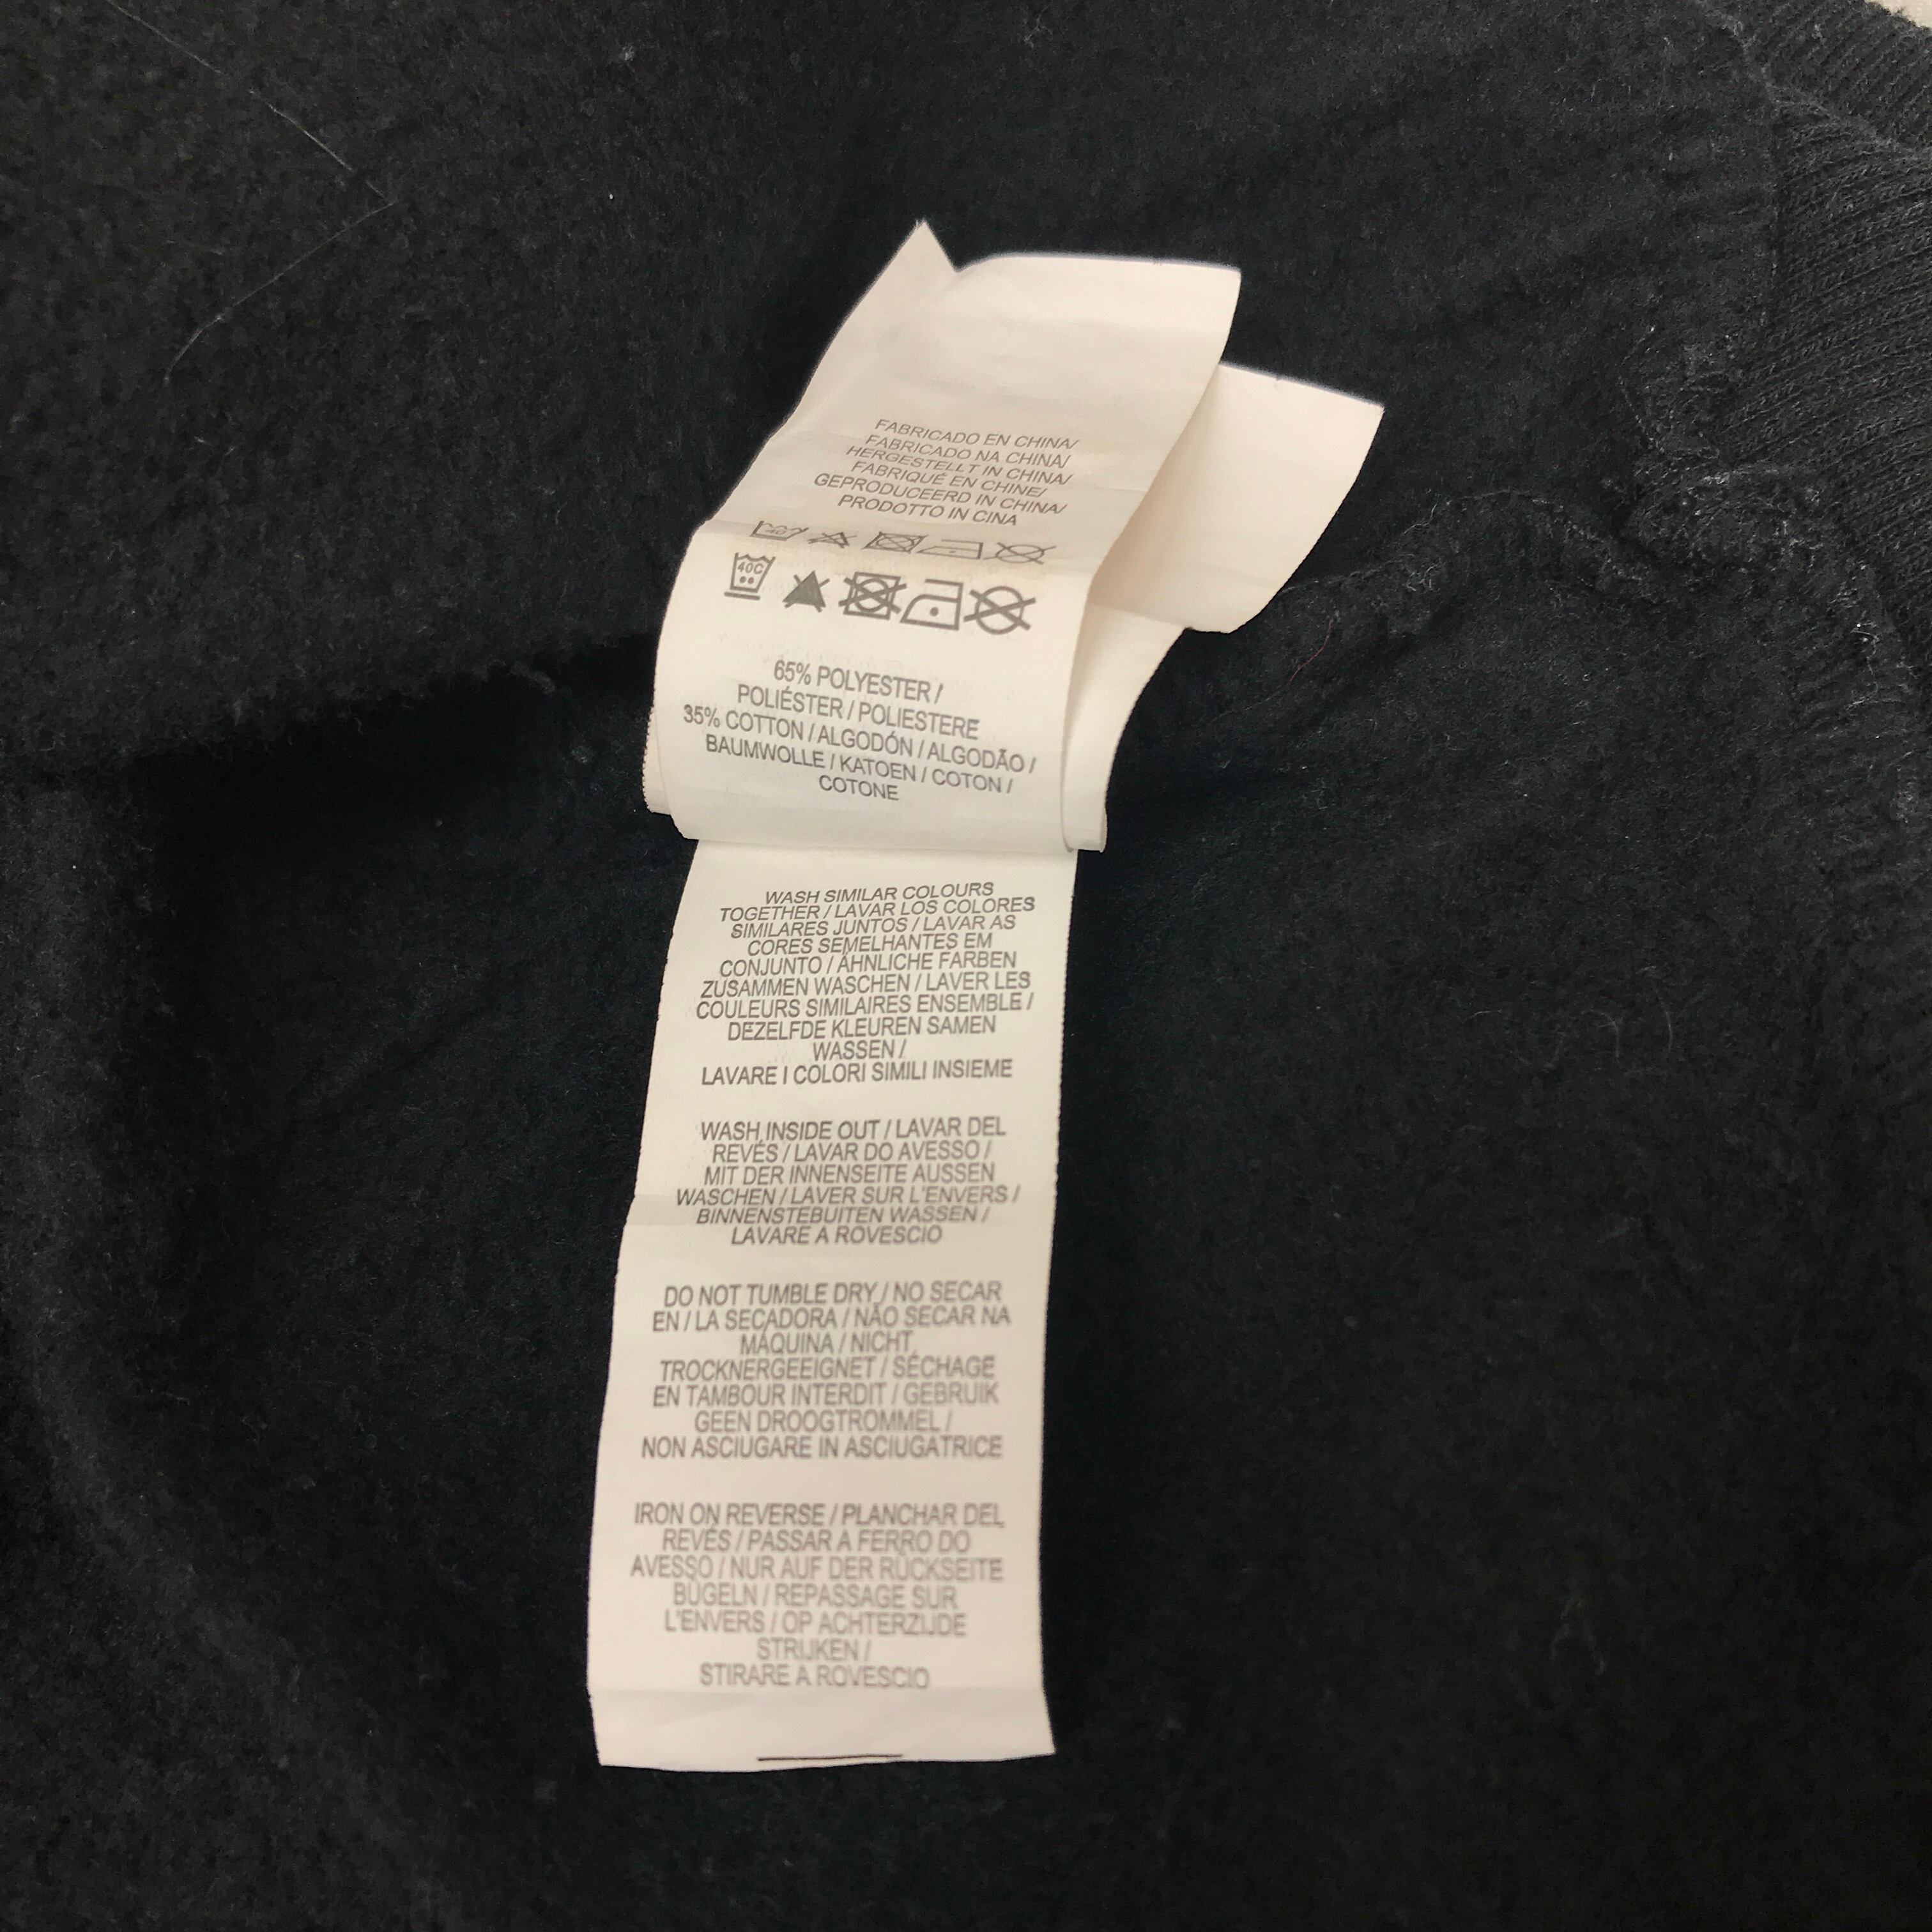 FABRICADO EN CHINA/
FABRICADO NA CHINA/
HERGESTELLT IN CHINA/
FABRIQUÉ EN CHINE/
GEPRODUCEERD IN CHINA/
PRODOTTO IN CINA
40C
65% POLYESTER /
POLIÉSTER / POLIESTERE
35% COTTON / ALGODÓN / ALGODÃO /
BAUMWOLLE / KATOEN / COTON /
COTONE
WASH SIMILAR COLOURS
TOGETHER / LAVAR LOS COLORES
SIMILARES JUNTOS / LAVAR AS
CORES SEMELHANTES EM
CONJUNTO / ÄHNLICHE FARBEN
ZUSAMMEN WASCHEN / LAVER LES
COULEURS SIMILAIRES ENSEMBLE /
DEZELFDE KLEUREN SAMEN
WASSEN /
LAVARE I COLORI SIMILI INSIEME
WASH INSIDE OUT / LAVAR DEL
REVÉS / LAVAR DO AVESSO /
MIT DER INNENSEITE AUSSEN
WASCHEN / LAVER SUR L'ENVERS /
BINNENSTEBUITEN WASSEN /
LAVARE A ROVESCIO
DO NOT TUMBLE DRY / NO SECAR
EN / LA SECADORA / NÃO SECAR NA
MÁQUINA / NICHT
TROCKNERGEEIGNET / SÉCHAGE
EN TAMBOUR INTERDIT / GEBRUIK
GEEN DROOGTROMMEL /
NON ASCIUGARE IN ASCIUGATRICE
IRON ON REVERSE / PLANCHAR DEL
REVÉS / PASSAR A FERRO DO
AVESSO / NUR AUF DER RÜCKSEITE
BÜGELN / REPASSAGE SUR
L'ENVERS / OP ACHTERZIJDE
STRIJKEN /
STIRARE A ROVESCIO